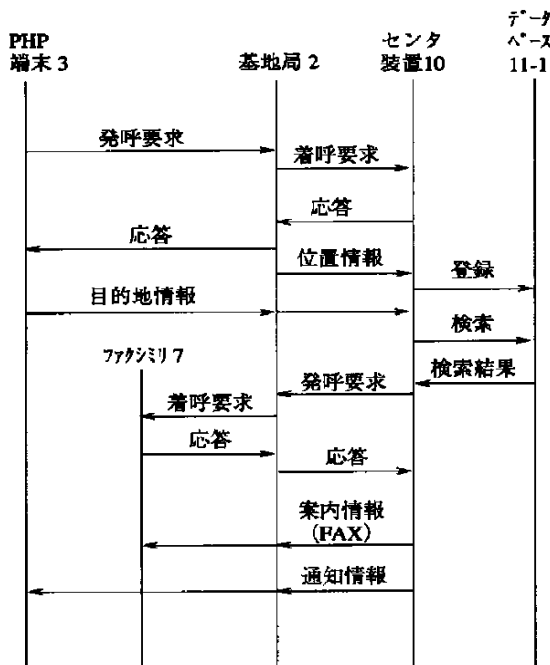 PHP
端末 3
基地局 2
センタ
装置10
ﾃﾞｰﾀ
ﾍﾞｰｽ
11-1
発呼要求
着呼要求
応答
応答
位置情報
登録
目的地情報
検索
ﾌｧｸｼﾐﾘ 7
発呼要求
検索結果
着呼要求
応答
応答
案内情報
(FAX)
通知情報